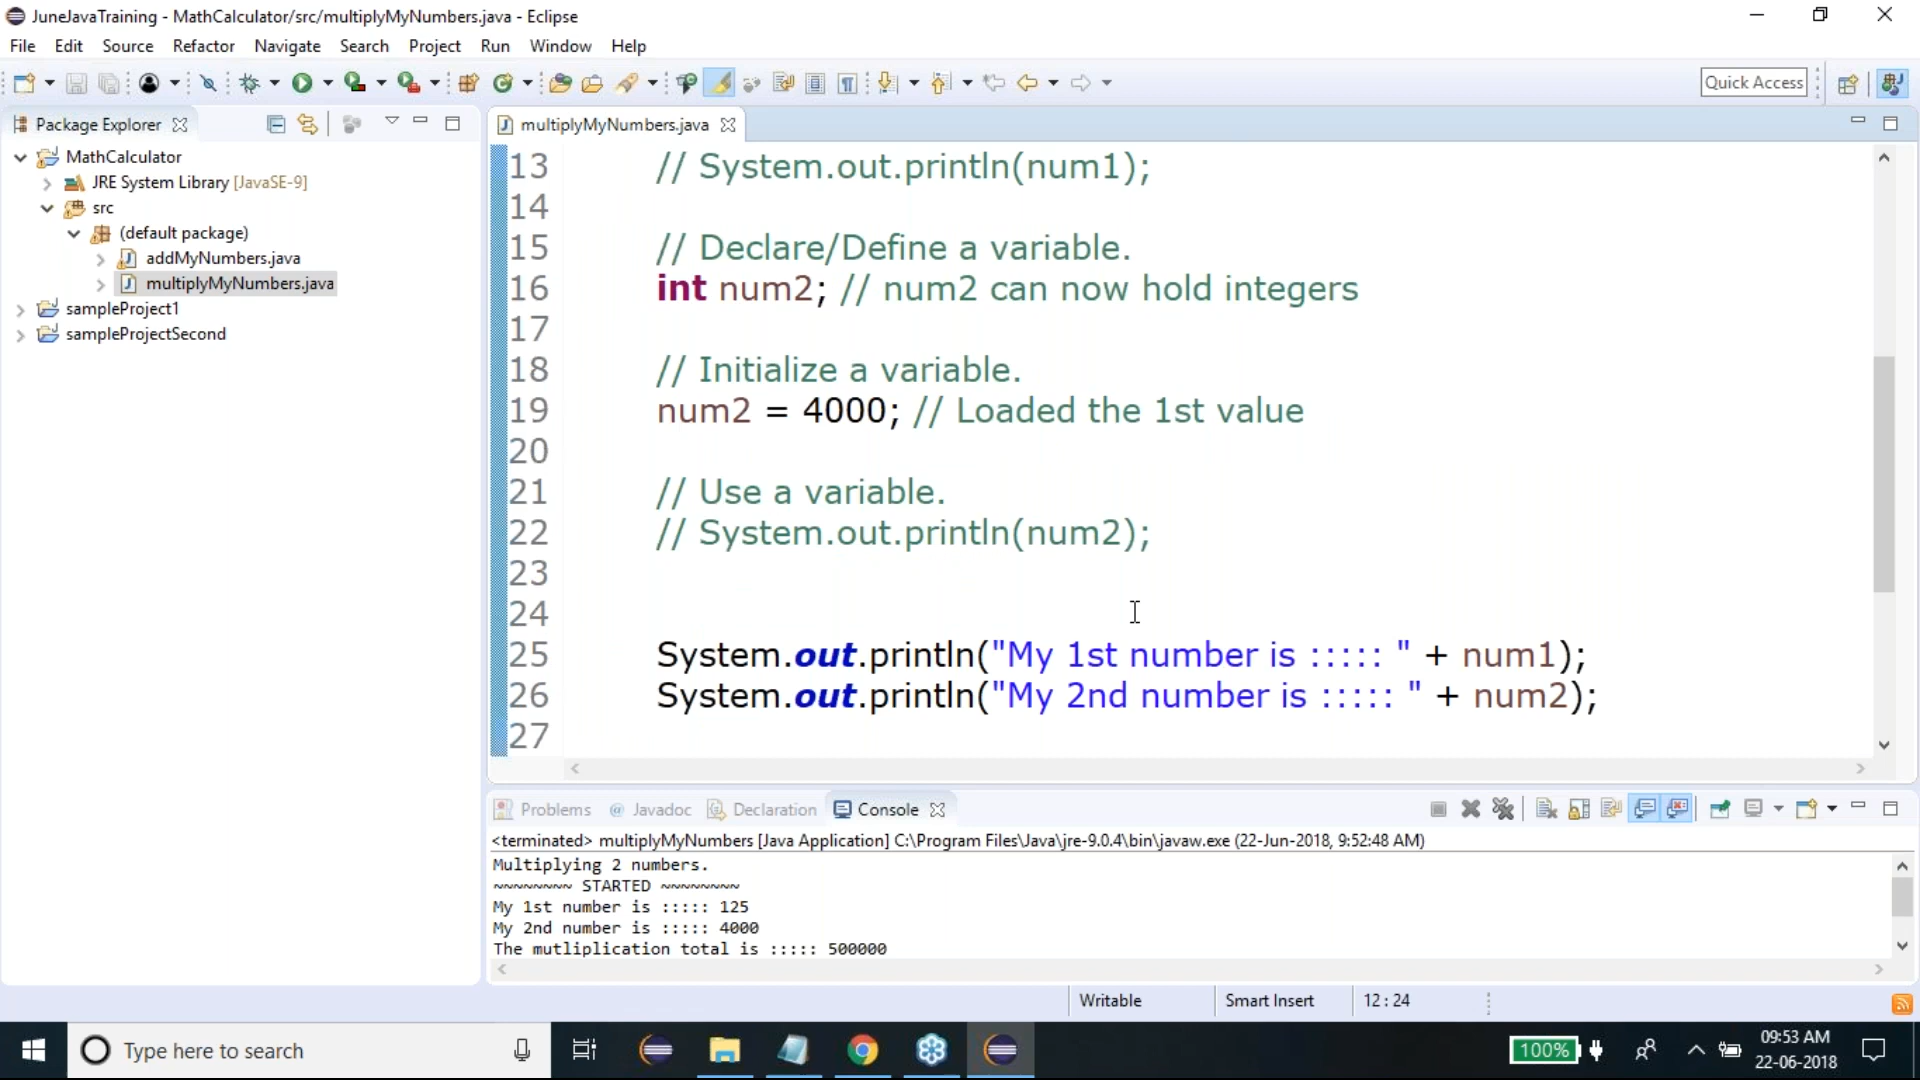 JuneJavaTraining - MathCalculator/src/multiplyMyNumbers.java - Eclipse
File Edit Source Refactor Navigate Search Project Run Window Help
Quick Access
Package Explorer
MathCalculator
JRE System Library [JavaSE-9]
src
(default package)
addMyNumbers.java
multiplyMyNumbers.java
sampleProject1
sampleProjectSecond
multiplyMyNumbers.java
13 // System.out.println(num1);
14
15 // Declare/Define a variable.
16 int num2; // num2 can now hold integers
17
18 // Initialize a variable.
19 num2 = 4000; // Loaded the 1st value
20
21 // Use a variable.
22 // System.out.println(num2);
23
24
25 System.out.println("My 1st number is ::::: " + num1);
26 System.out.println("My 2nd number is ::::: " + num2);
27
Problems @ Javadoc Declaration Console
<terminated> multiplyMyNumbers [Java Application] C:\Program Files\Java\jre-9.0.4\bin\javaw.exe (22-Jun-2018, 9:52:48 AM)
Multiplying 2 numbers.
~~~~~~~~ STARTED ~~~~~~~~
My 1st number is ::::: 125
My 2nd number is ::::: 4000
The mutliplication total is ::::: 500000
Writable Smart Insert 12 : 24
Type here to search
100%
09:53 AM
22-06-2018